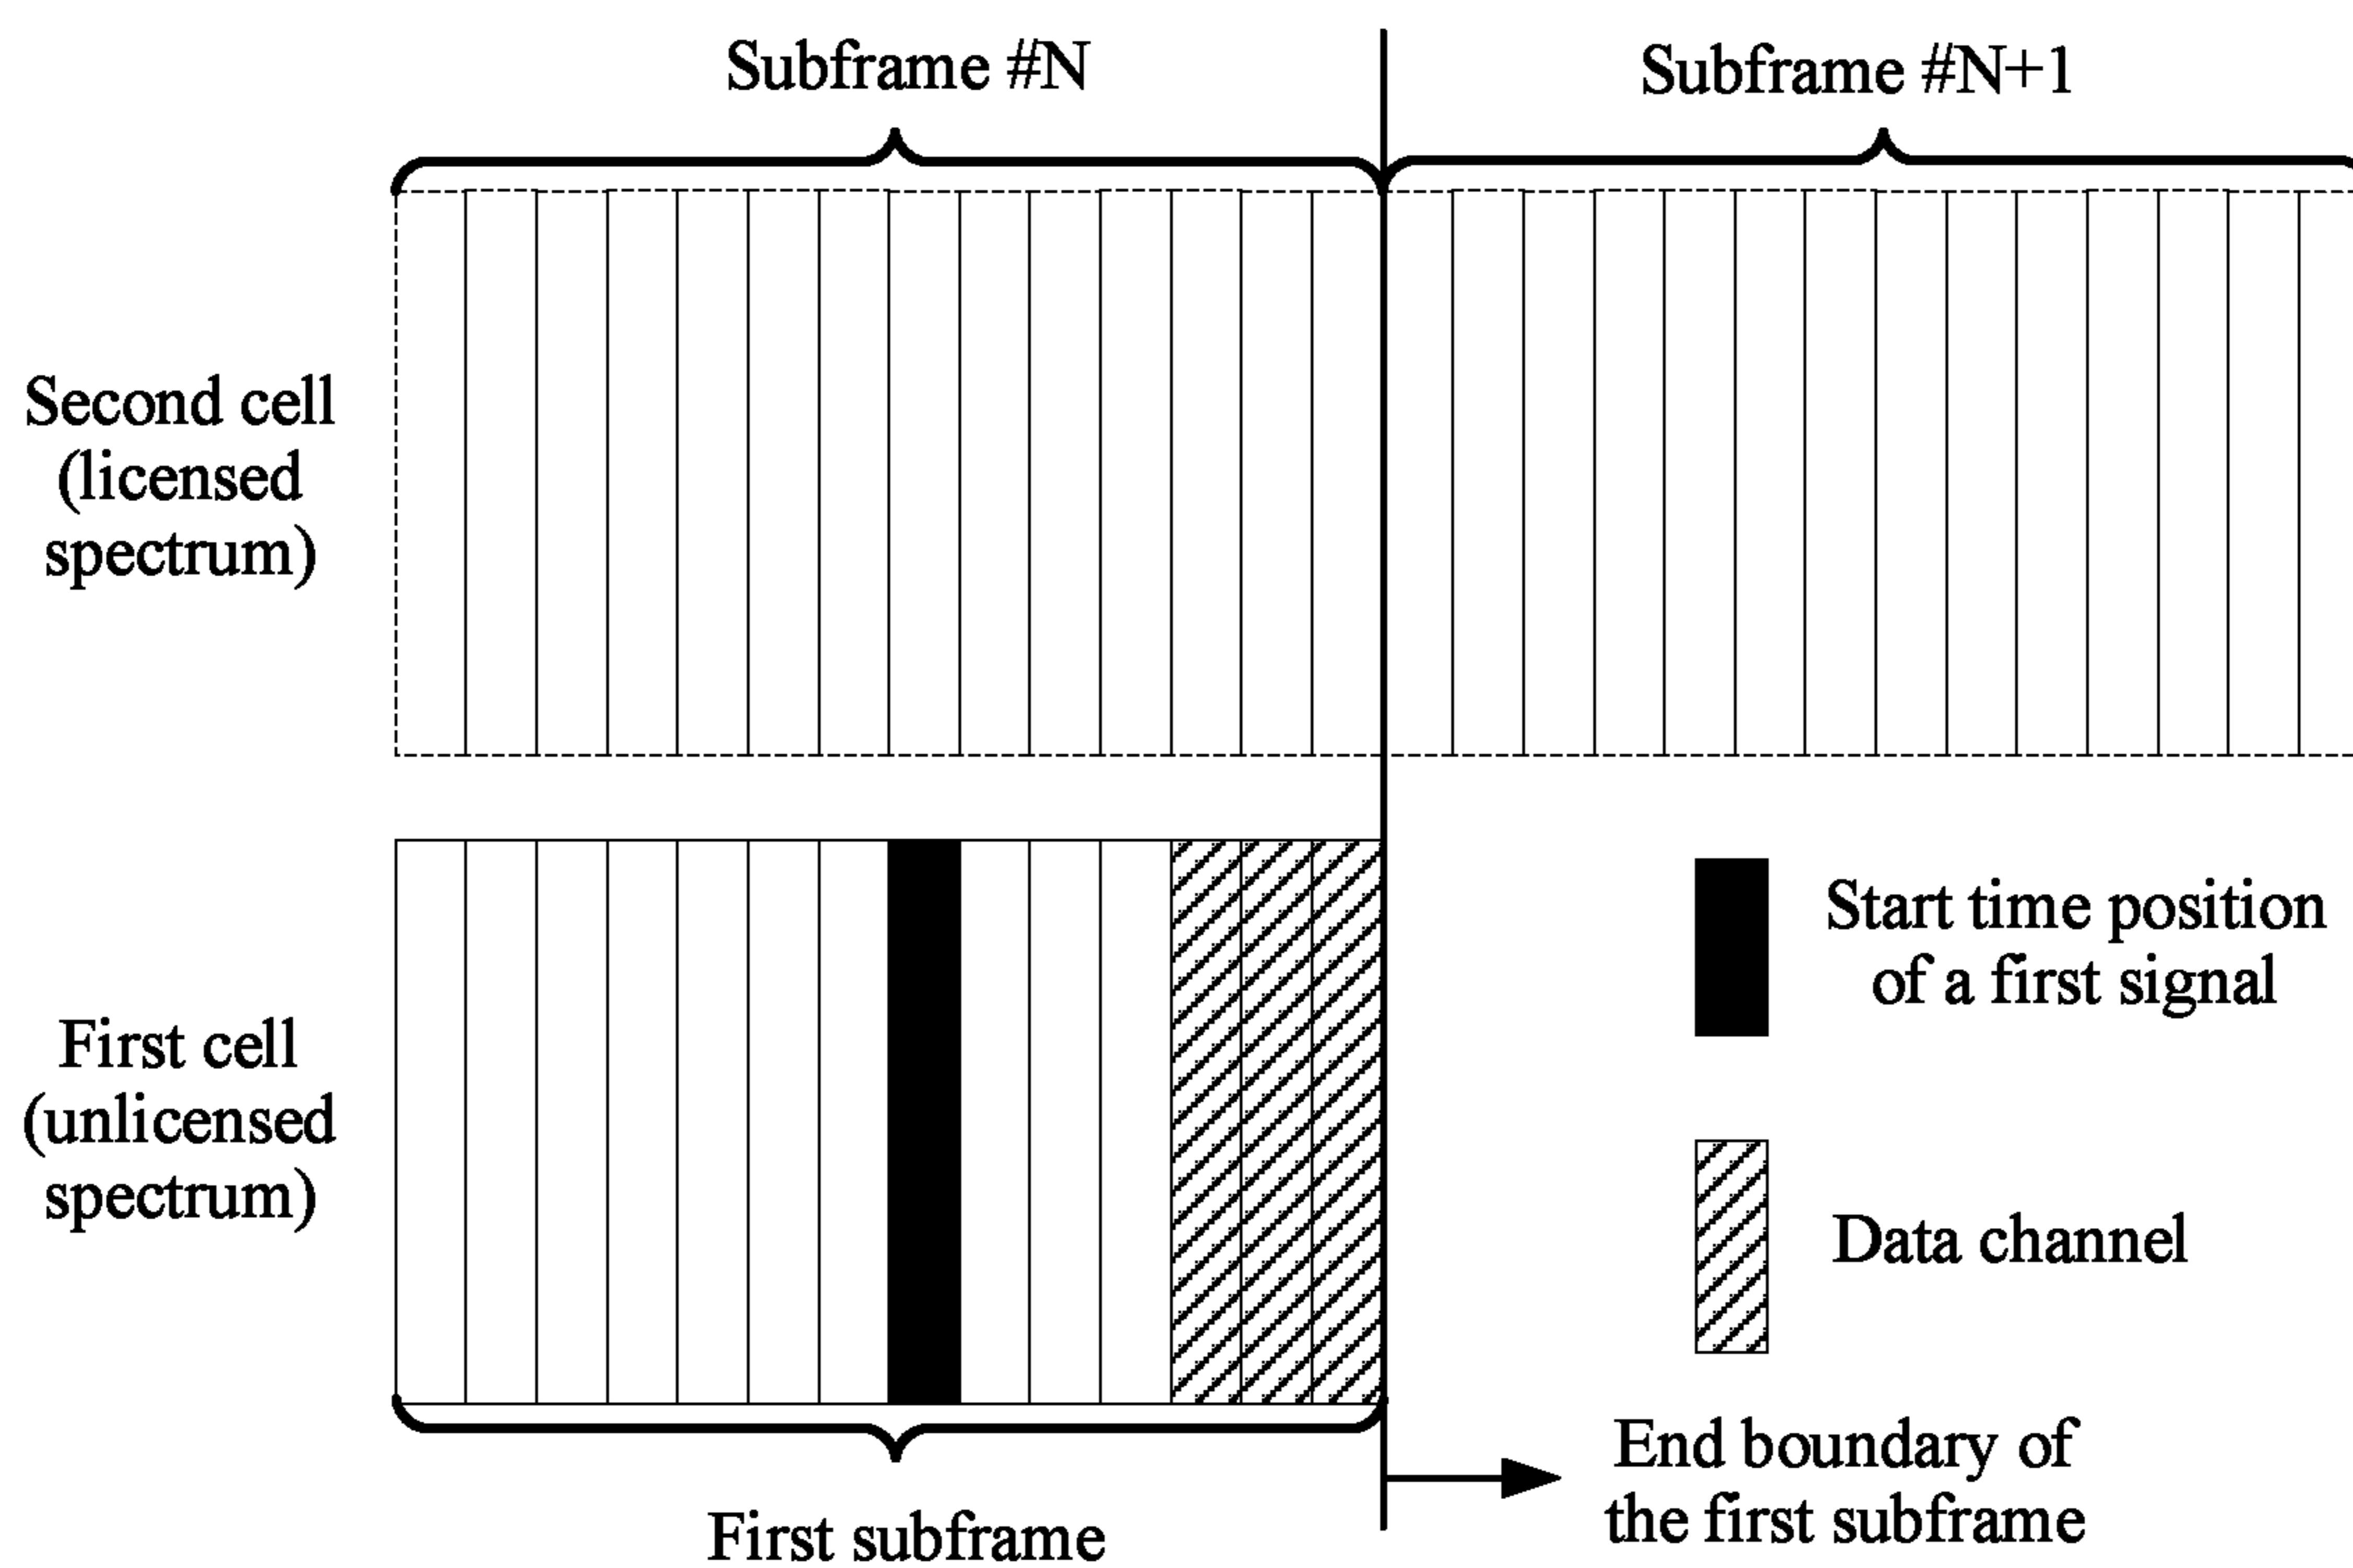 Subframe #N
Subframe #N+1
Second cell
(licensed
spectrum)
First cell
(unlicensed
spectrum)
Start time position
of a first signal
Data channel
End boundary of
the first subframe
First subframe